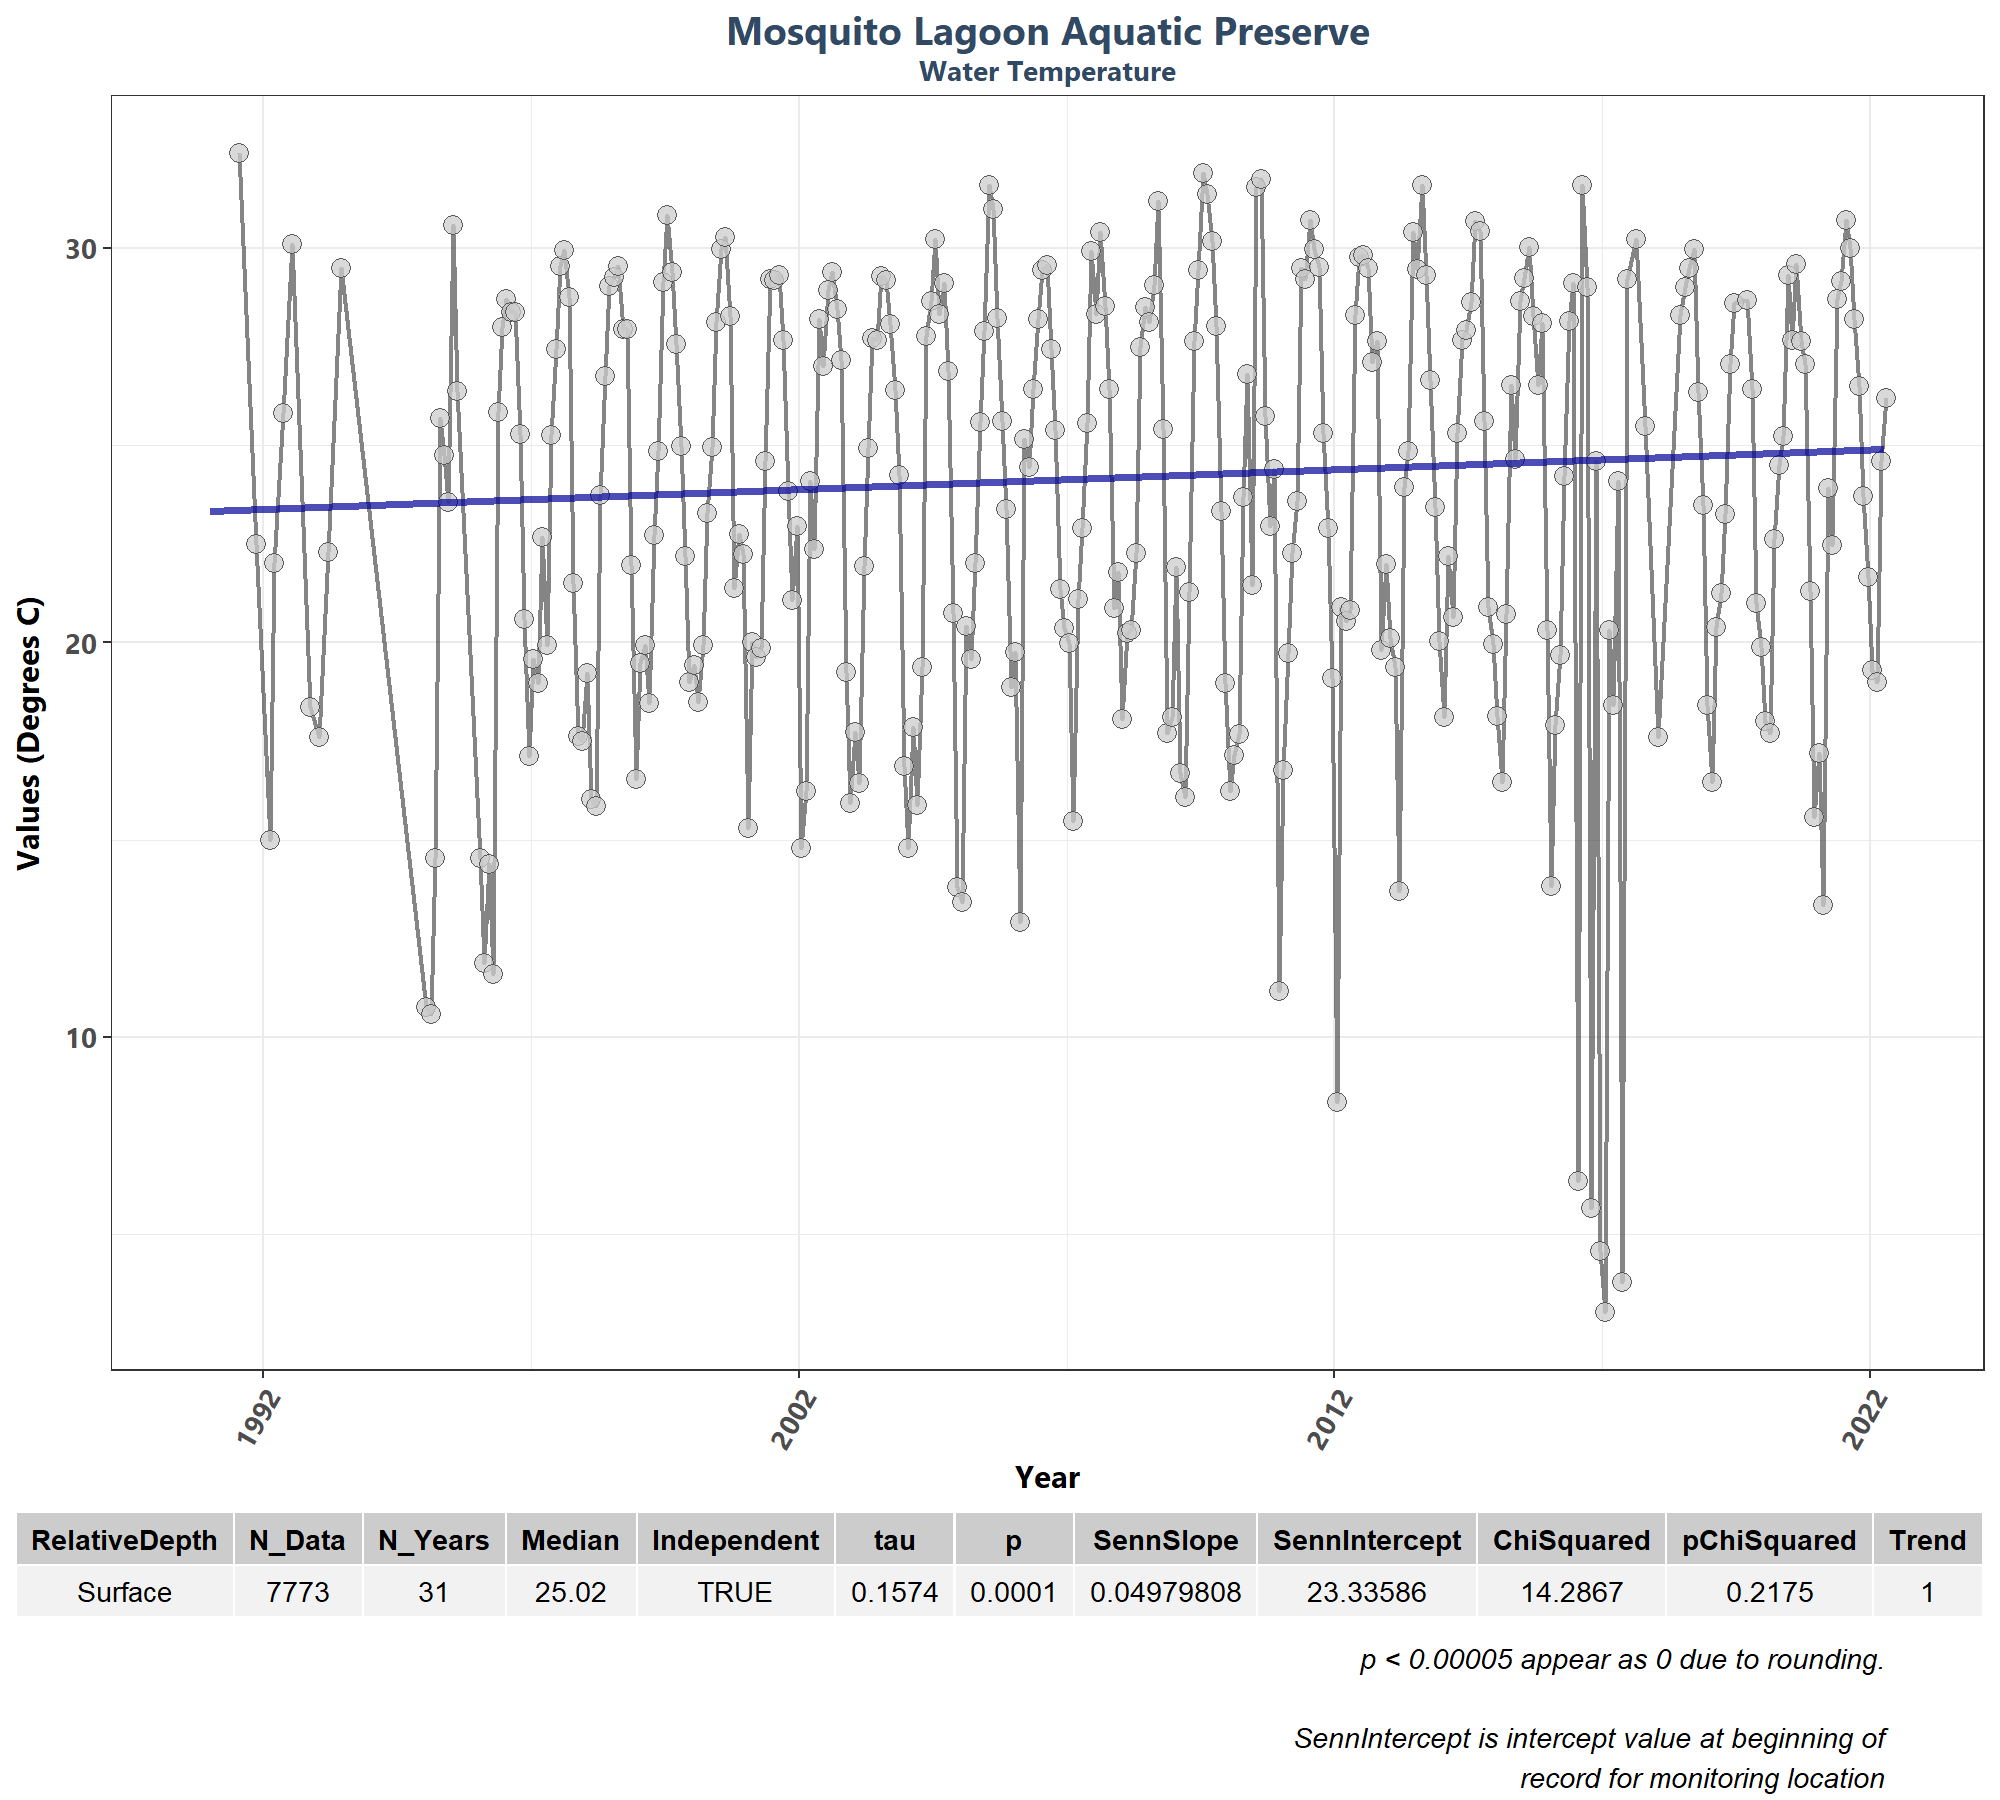 Mosquito Lagoon Aquatic Preserve
Water Temperature
Values (Degrees C)
30
20
10
1992
2002
2012
2022
Year
RelativeDepth N_Data N_Years Median Independent tau p SennSlope SennIntercept ChiSquared pChiSquared Trend
Surface 7773 31 25.02 TRUE 0.1574 0.0001 0.04979808 23.33586 14.2867 0.2175 1
p < 0.00005 appear as 0 due to rounding.
SennIntercept is intercept value at beginning of
record for monitoring location